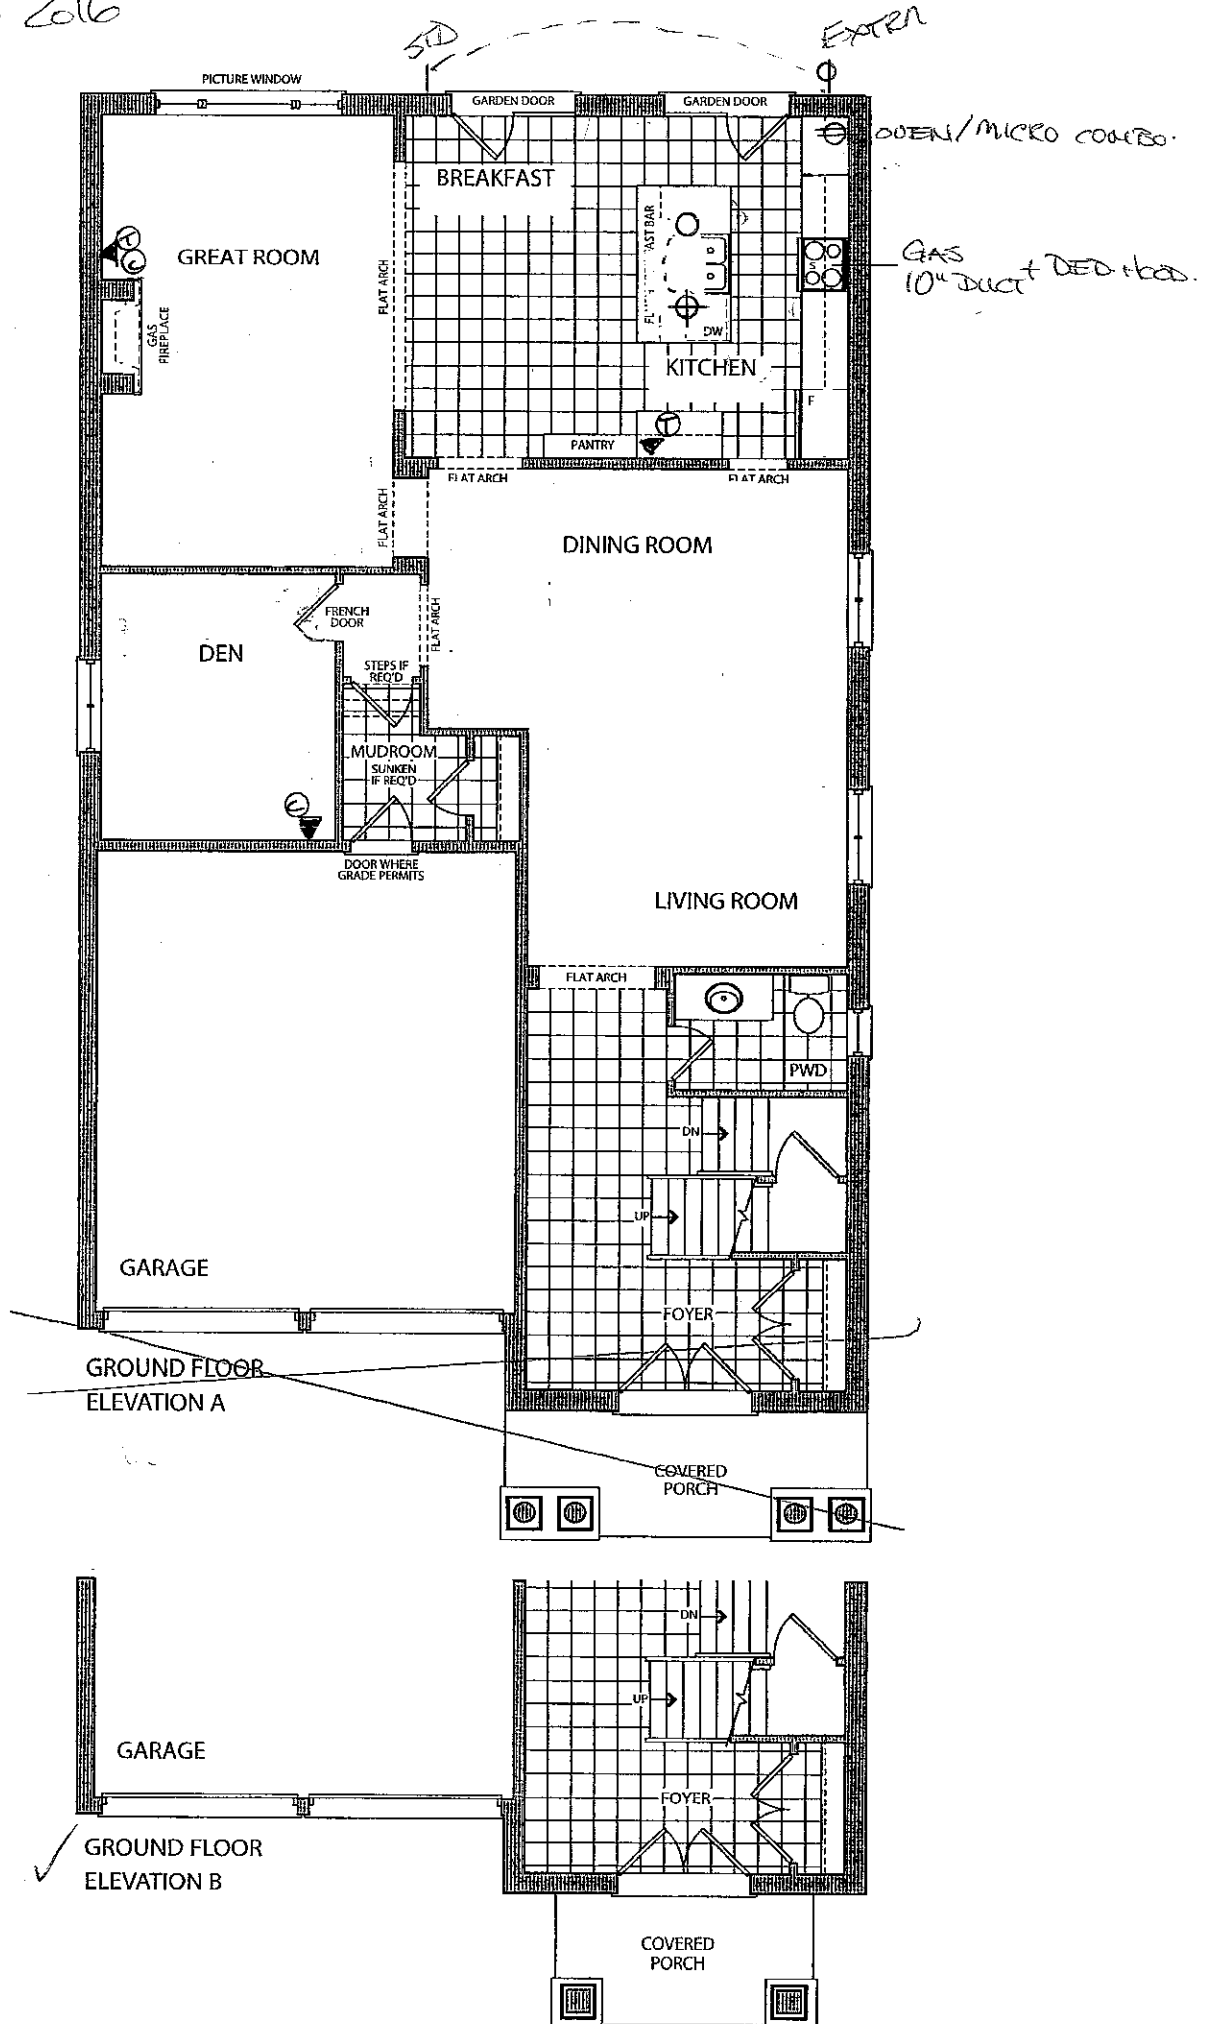 2016
STD
EXTRA
PICTURE WINDOW
GARDEN DOOR
GARDEN DOOR
OVEN/MICRO COMBO.
BREAKFAST
GREAT ROOM
T
C
FLAT ARCH
GAS
FIREPLACE
S
GAS
10" DUCT + DED HOOD.
DW
KITCHEN
F
T
PANTRY
FLAT ARCH
FLAT ARCH
FLAT ARCH
DINING ROOM
FRENCH
DOOR
FLAT ARCH
DEN
STEPS IF
REQ'D
MUDROOM
SUNKEN
IF REQ'D
C
DOOR WHERE
GRADE PERMITS
LIVING ROOM
FLAT ARCH
PWD
DN
UP
GARAGE
FOYER
GROUND FLOOR
ELEVATION A
COVERED
PORCH
DN
UP
GARAGE
FOYER
GROUND FLOOR
ELEVATION B
COVERED
PORCH